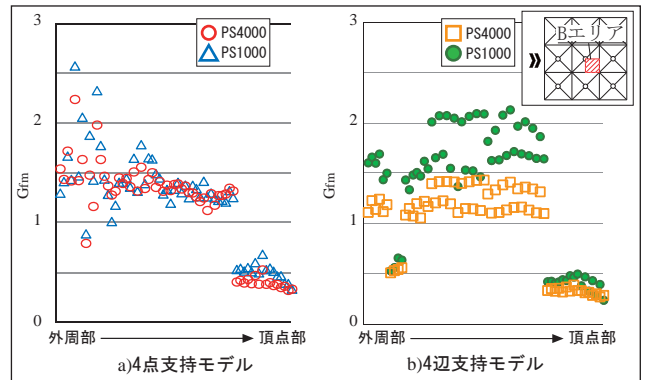 3
2
1
0
Gfm
PS4000
PS1000
外周部
頂点部
a)4点支持モデル
3
2
1
0
Gfm
PS4000
PS1000
Bエリア
»
外周部
頂点部
b)4辺支持モデル